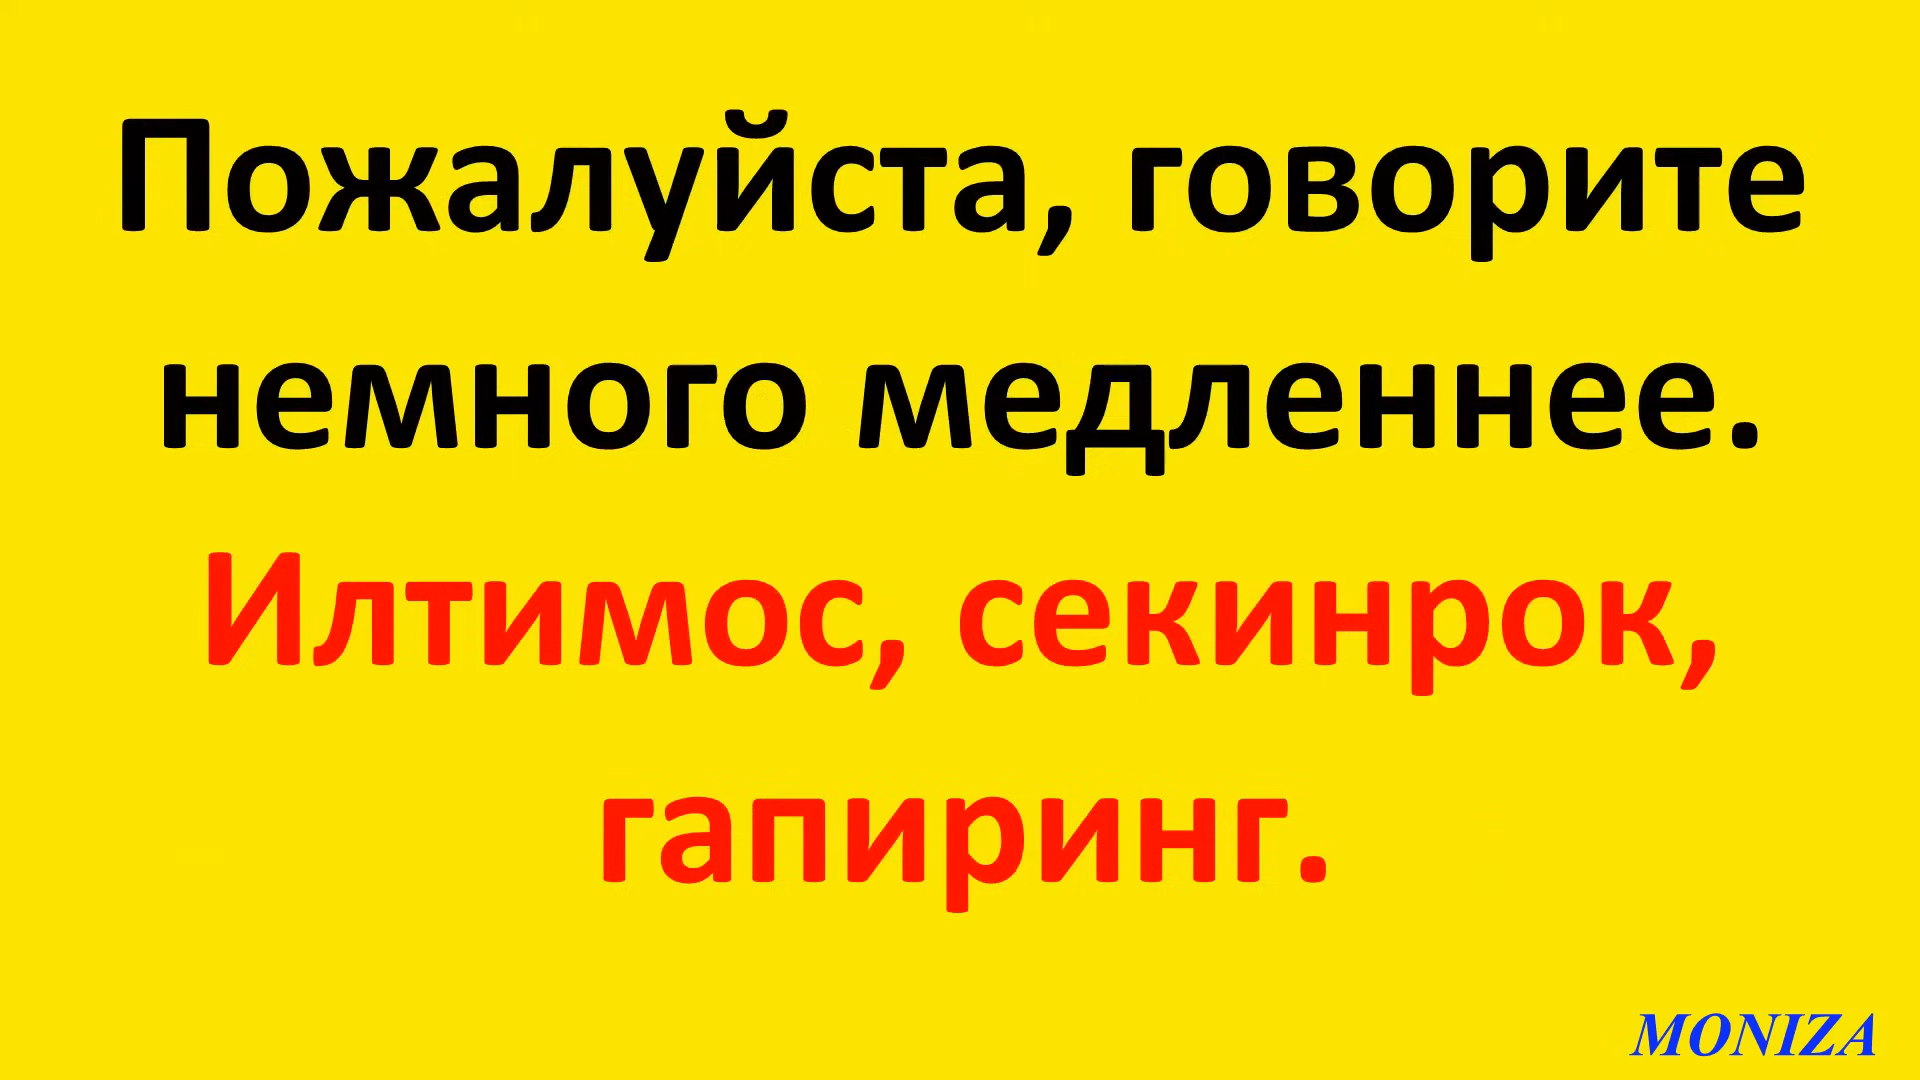 Пожалуйста, говорите
немного медленнее.
Илтимос, секинрок,
гапиринг.
MONIZA